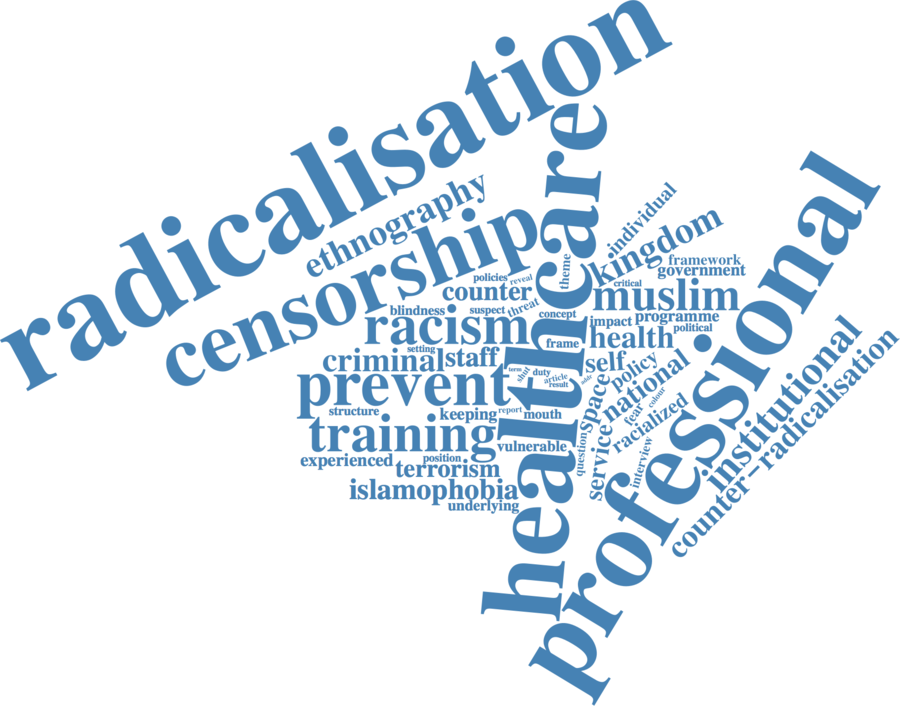 radicalisation
ethnography
censorship
healthcare
professional
individual
kingdom
framework
government
theme
policies
reveal
critical
counter
muslim
threat
suspect
blindness
concept
programme
impact
political
racism
health
frame
setting
criminal
staff
self
policy
term
shut
duty
article
result
prevent
space
national
colour
fear
structure
keeping
report
mouth
racialized
training
vulnerable
question
service
interview
institutional
counter-radicalisation
experienced
position
terrorism
islamophobia
underlying